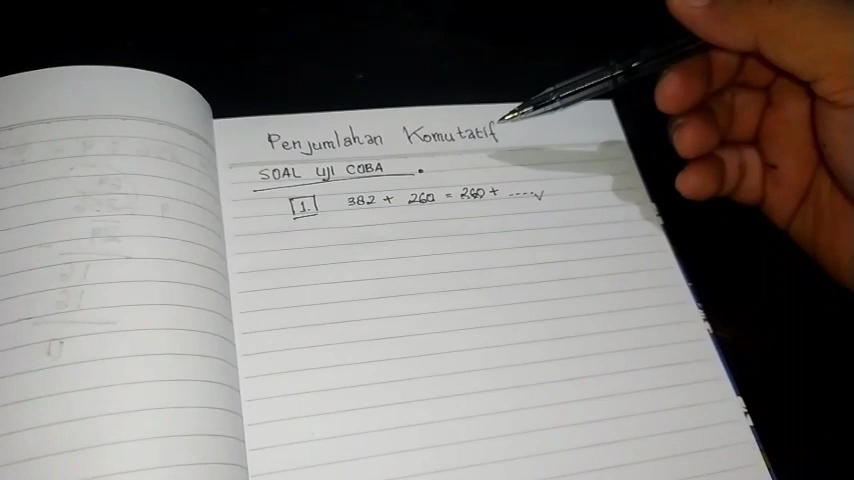 Penjumlahan Komutatif
SOAL UJI COBA .
1. 382 + 260 = 260 + ....